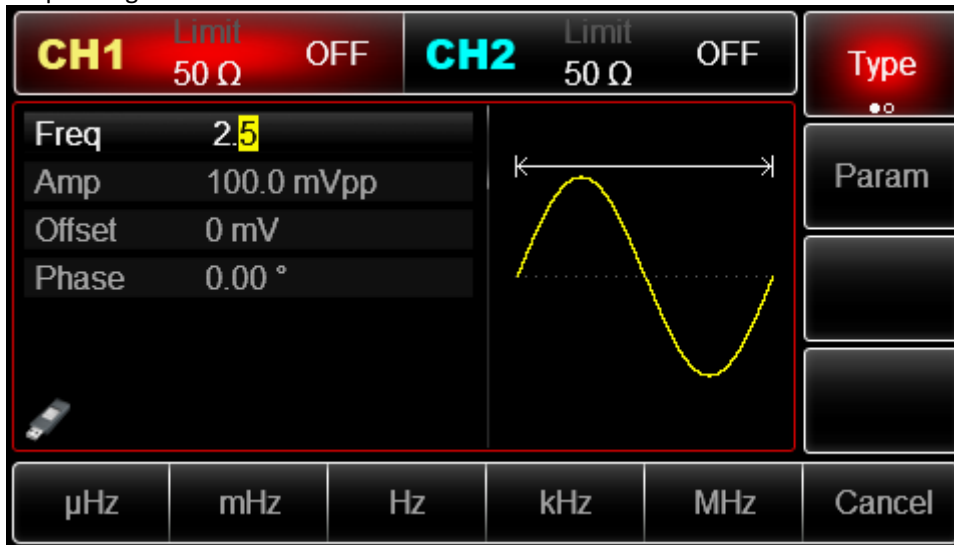 CH1 Limit 50 Ω OFF
CH2 Limit 50 Ω OFF
Type
Freq 2.5
Amp 100.0 mVpp
Offset 0 mV
Phase 0.00 °
Param
µHz mHz Hz kHz MHz Cancel